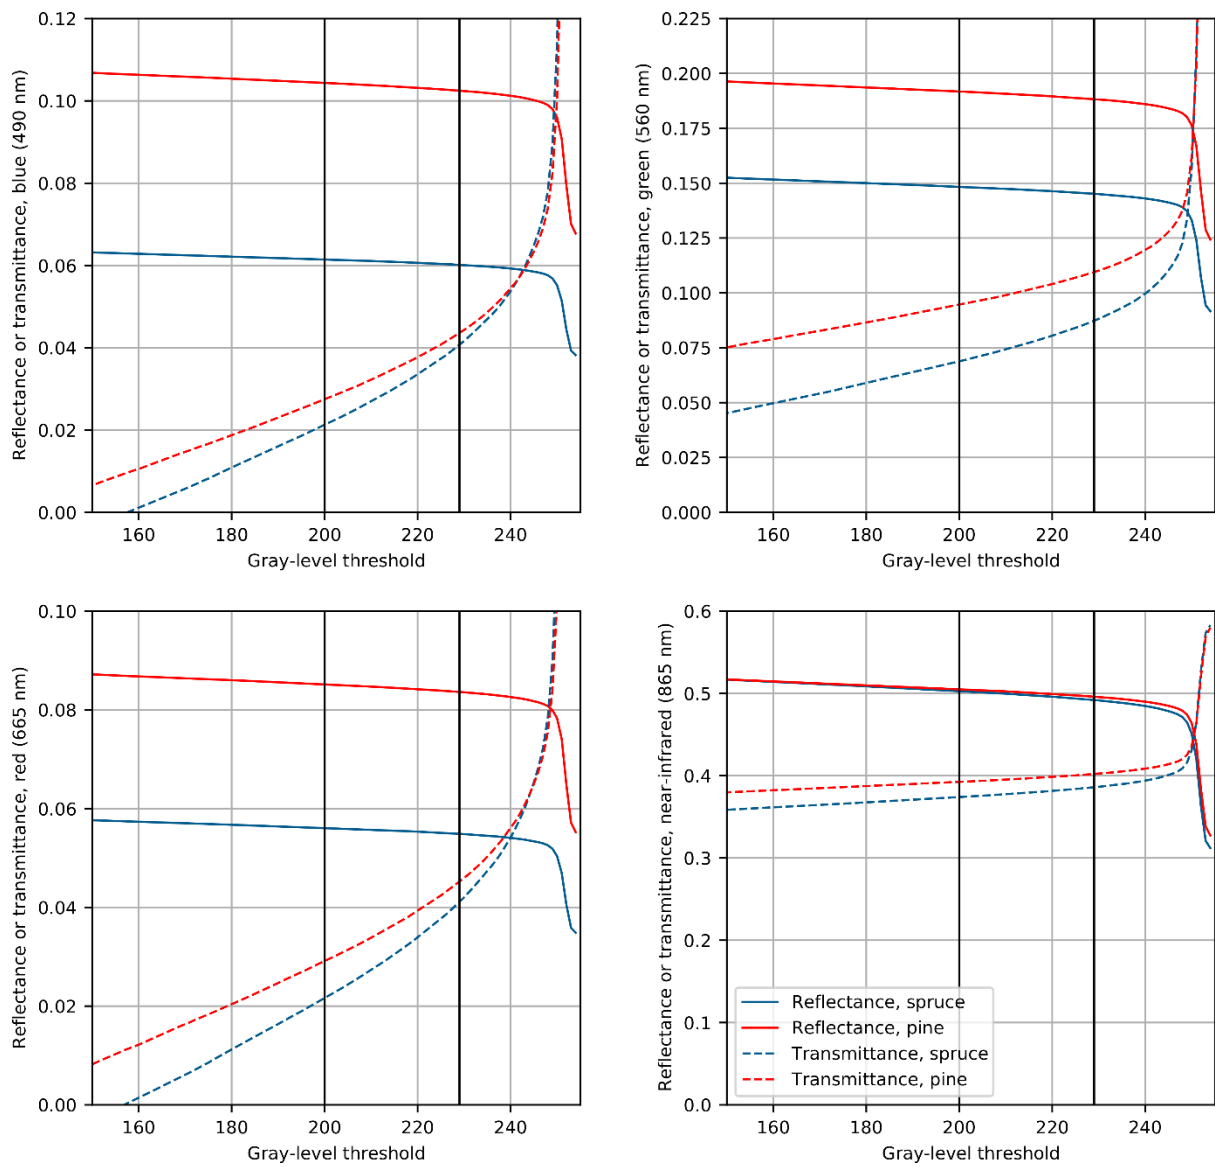 0.12
0.10
0.08
0.06
0.04
0.02
0.00
Reflectance or transmittance, blue (490 nm)
160 180 200 220 240
Gray-level threshold
0.225
0.200
0.175
0.150
0.125
0.100
0.075
0.050
0.025
0.000
Reflectance or transmittance, green (560 nm)
160 180 200 220 240
Gray-level threshold
0.10
0.08
0.06
0.04
0.02
0.00
Reflectance or transmittance, red (665 nm)
160 180 200 220 240
Gray-level threshold
0.6
0.5
0.4
0.3
0.2
0.1
0.0
Reflectance or transmittance, near-infrared (865 nm)
Reflectance, spruce
Reflectance, pine
Transmittance, spruce
Transmittance, pine
160 180 200 220 240
Gray-level threshold